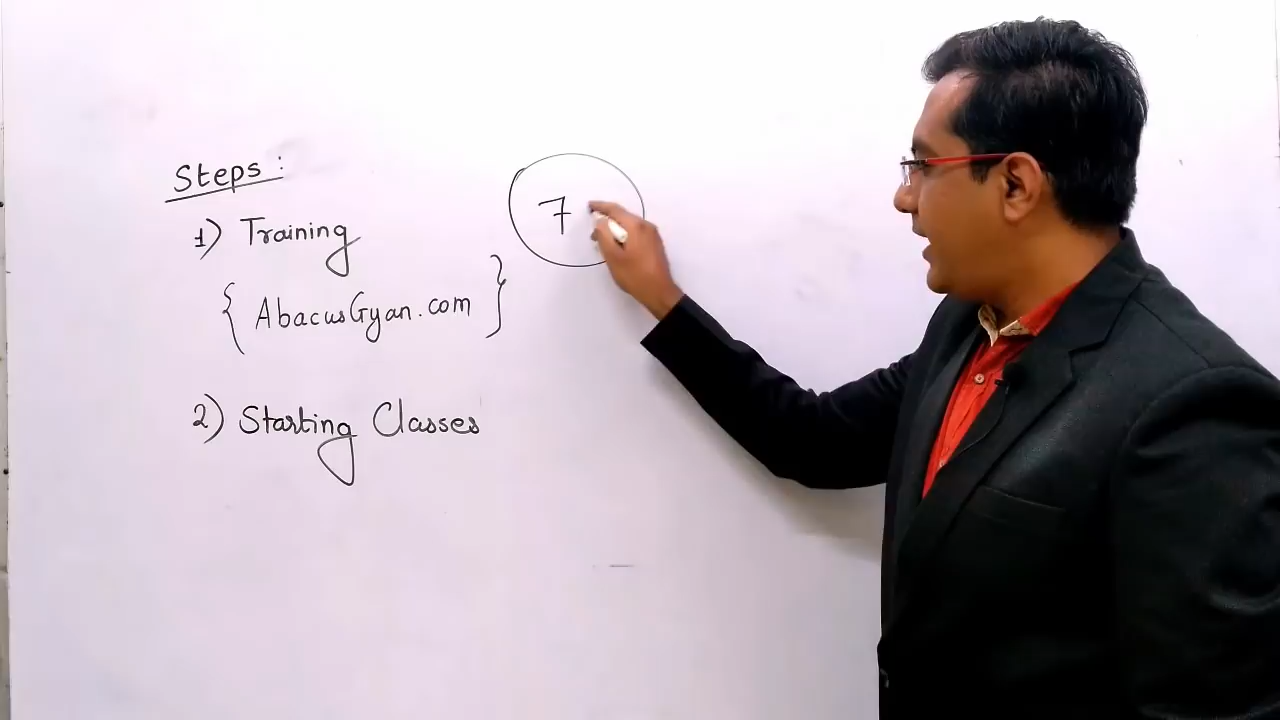 Steps:
1) Training
7
{ AbacusGyan.com }
2) Starting Classes